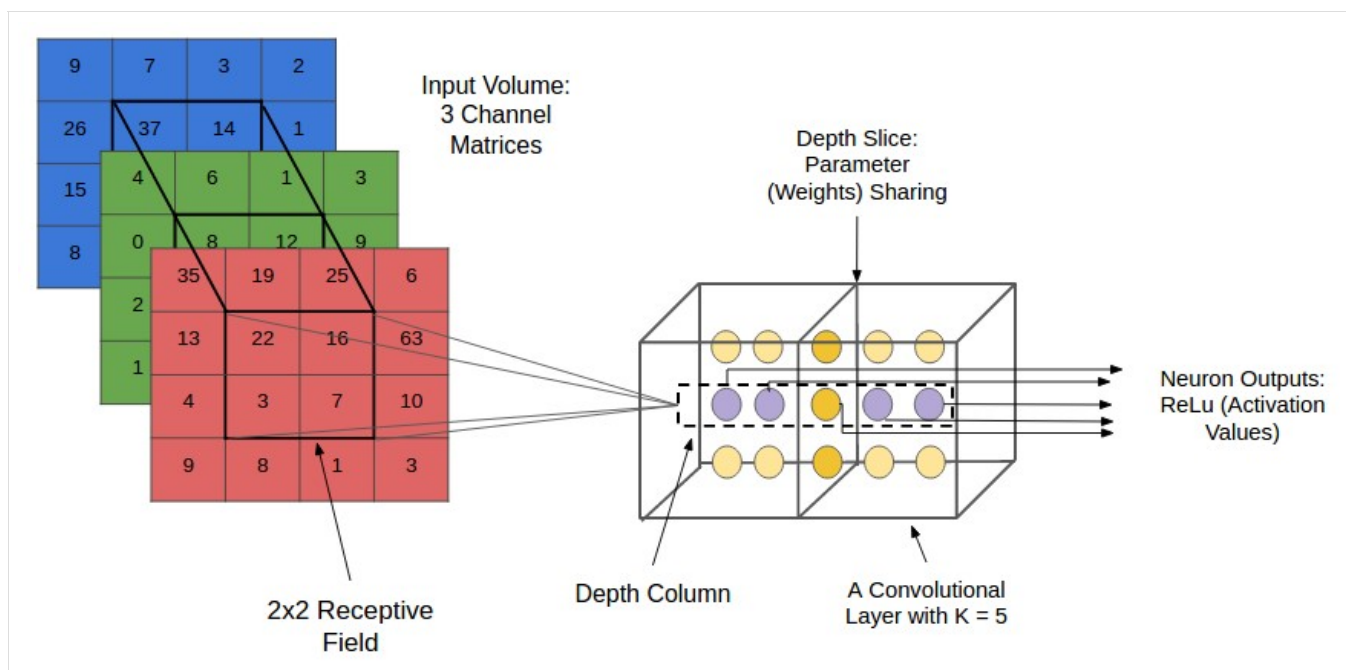 9 7 3 2
26 37 14 1
15
8
4 6 1 3
0 8 12 9
2
1
35 19 25 6
13 22 16 63
4 3 7 10
9 8 1 3
Input Volume:
3 Channel
Matrices
2x2 Receptive
Field
Depth Slice:
Parameter
(Weights) Sharing
Depth Column
A Convolutional
Layer with K = 5
Neuron Outputs:
ReLu (Activation
Values)